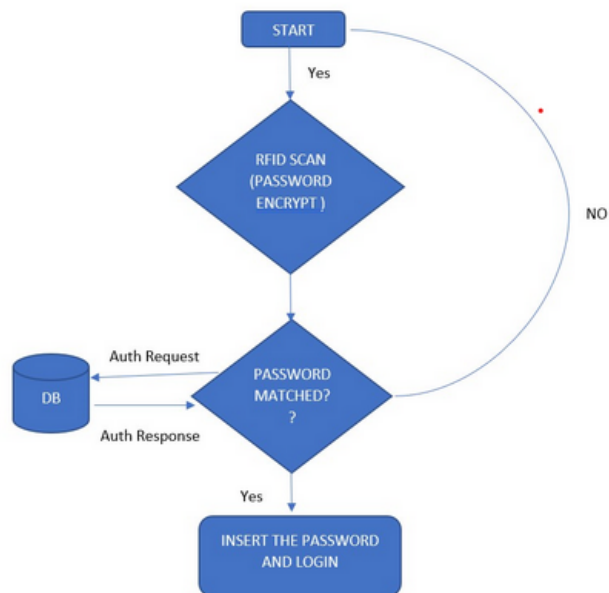 START
Yes
RFID SCAN
(PASSWORD
ENCRYPT )
NO
Auth Request
DB
Auth Response
PASSWORD
MATCHED?
?
Yes
INSERT THE PASSWORD
AND LOGIN